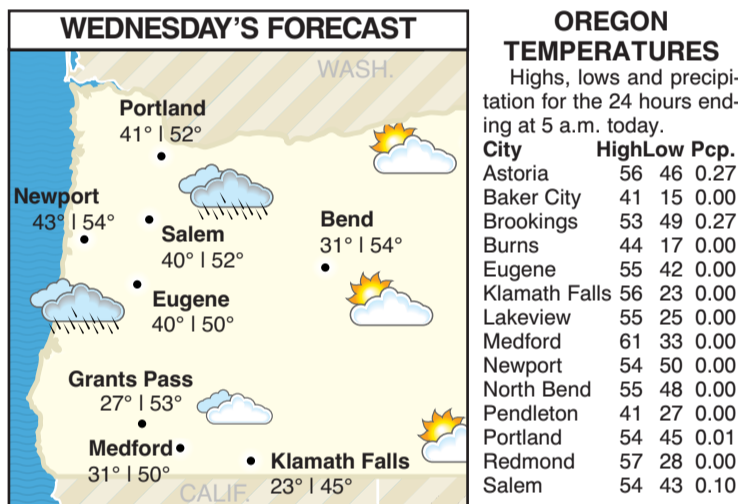 WEDNESDAY'S FORECAST
WASH.
Portland
41° | 52°
Newport
43° | 54°
Salem
40° | 52°
Bend
31° | 54°
Eugene
40° | 50°
Grants Pass
27° | 53°
Medford
31° | 50°
Klamath Falls
23° | 45°
CALIF.
OREGON
TEMPERATURES
Highs, lows and precipi-
tation for the 24 hours end-
ing at 5 a.m. today.
City High Low Pcp.
Astoria 56 46 0.27
Baker City 41 15 0.00
Brookings 53 49 0.27
Burns 44 17 0.00
Eugene 55 42 0.00
Klamath Falls 56 23 0.00
Lakeview 55 25 0.00
Medford 61 33 0.00
Newport 54 50 0.00
North Bend 55 48 0.00
Pendleton 41 27 0.00
Portland 54 45 0.01
Redmond 57 28 0.00
Salem 54 43 0.10